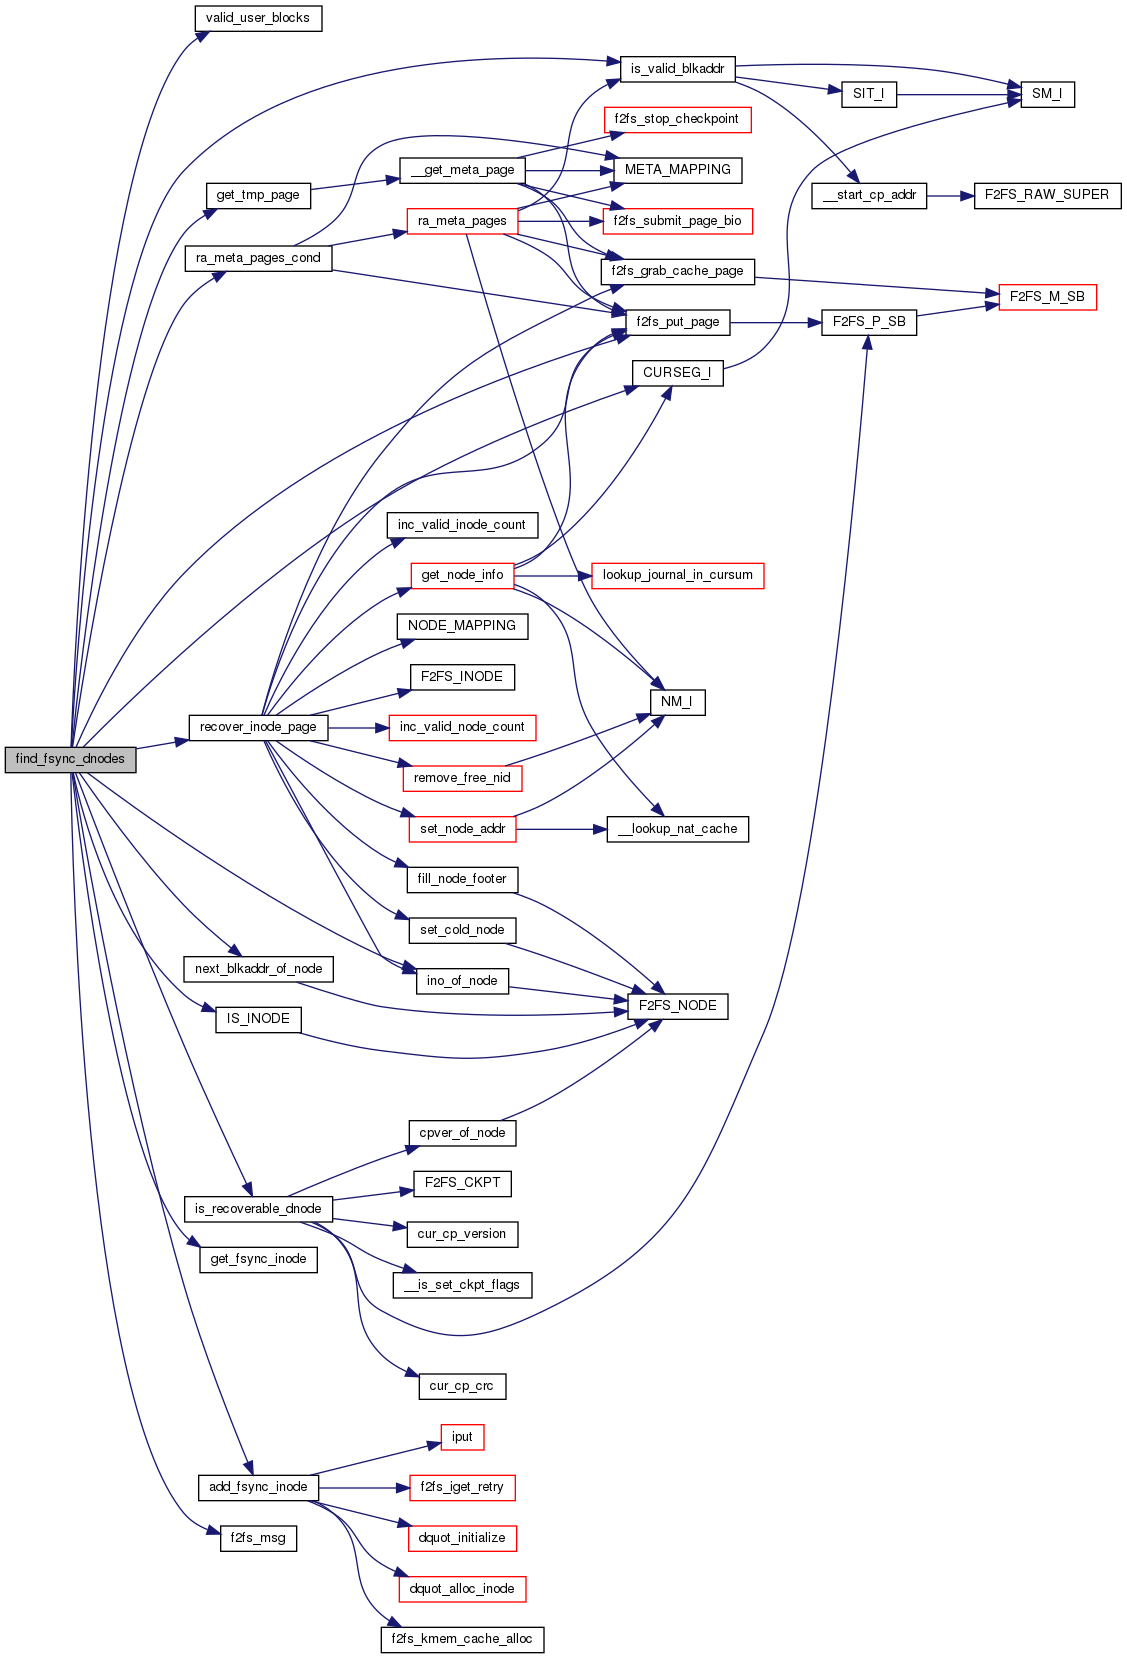 valid_user_blocks
is_valid_blkaddr
SIT_I
SM_I
f2fs_stop_checkpoint
__get_meta_page
META_MAPPING
get_tmp_page
__start_cp_addr
F2FS_RAW_SUPER
ra_meta_pages
f2fs_submit_page_bio
ra_meta_pages_cond
f2fs_grab_cache_page
F2FS_M_SB
f2fs_put_page
F2FS_P_SB
CURSEG_I
inc_valid_inode_count
get_node_info
lookup_journal_in_cursum
NODE_MAPPING
F2FS_INODE
NM_I
recover_inode_page
inc_valid_node_count
find_fsync_dnodes
remove_free_nid
set_node_addr
__lookup_nat_cache
fill_node_footer
set_cold_node
next_blkaddr_of_node
ino_of_node
F2FS_NODE
IS_INODE
cpver_of_node
F2FS_CKPT
is_recoverable_dnode
cur_cp_version
get_fsync_inode
__is_set_ckpt_flags
cur_cp_crc
iput
add_fsync_inode
f2fs_iget_retry
f2fs_msg
dquot_initialize
dquot_alloc_inode
f2fs_kmem_cache_alloc